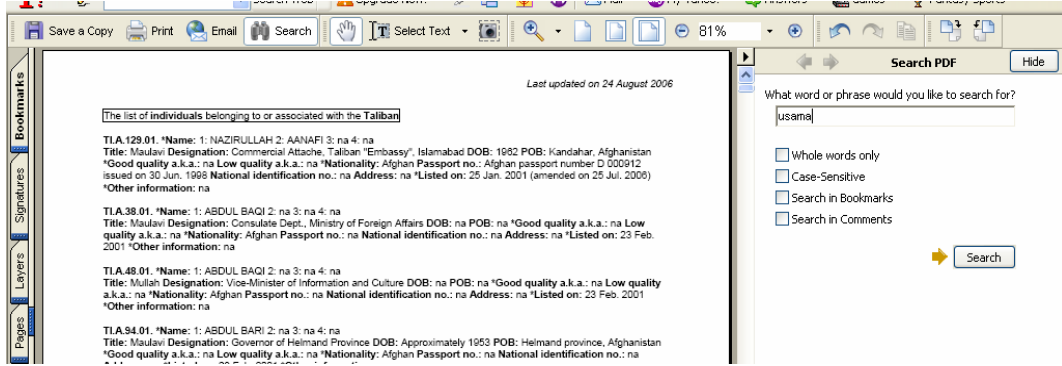 Save a Copy Print Email Search Select Text 81%
Bookmarks
Signatures
Layers
Pages
Last updated on 24 August 2006
The list of individuals belonging to or associated with the Taliban
TI.A.129.01. *Name: 1: NAZIRULLAH 2: AANAFI 3: na 4: na
Title: Maulavi Designation: Commercial Attache, Taliban "Embassy", Islamabad DOB: 1962 POB: Kandahar, Afghanistan
*Good quality a.k.a.: na Low quality a.k.a.: na *Nationality: Afghan Passport no.: Afghan passport number D 000912
issued on 30 Jun. 1998 National identification no.: na Address: na *Listed on: 25 Jan. 2001 (amended on 25 Jul. 2006)
*Other information: na
TI.A.38.01. *Name: 1: ABDUL BAQI 2: na 3: na 4: na
Title: Maulavi Designation: Consulate Dept., Ministry of Foreign Affairs DOB: na POB: na *Good quality a.k.a.: na Low
quality a.k.a.: na *Nationality: Afghan Passport no.: na National identification no.: na Address: na *Listed on: 23 Feb.
2001 *Other information: na
TI.A.48.01. *Name: 1: ABDUL BAQI 2: na 3: na 4: na
Title: Mullah Designation: Vice-Minister of Information and Culture DOB: na POB: na *Good quality a.k.a.: na Low quality
a.k.a.: na *Nationality: Afghan Passport no.: na National identification no.: na Address: na *Listed on: 23 Feb. 2001
*Other information: na
TI.A.94.01. *Name: 1: ABDUL BARI 2: na 3: na 4: na
Title: Maulavi Designation: Governor of Helmand Province DOB: Approximately 1953 POB: Helmand province, Afghanistan
*Good quality a.k.a.: na Low quality a.k.a.: na *Nationality: Afghan Passport no.: na National identification no.: na
Search PDF Hide
What word or phrase would you like to search for?
usama
Whole words only
Case-Sensitive
Search in Bookmarks
Search in Comments
Search